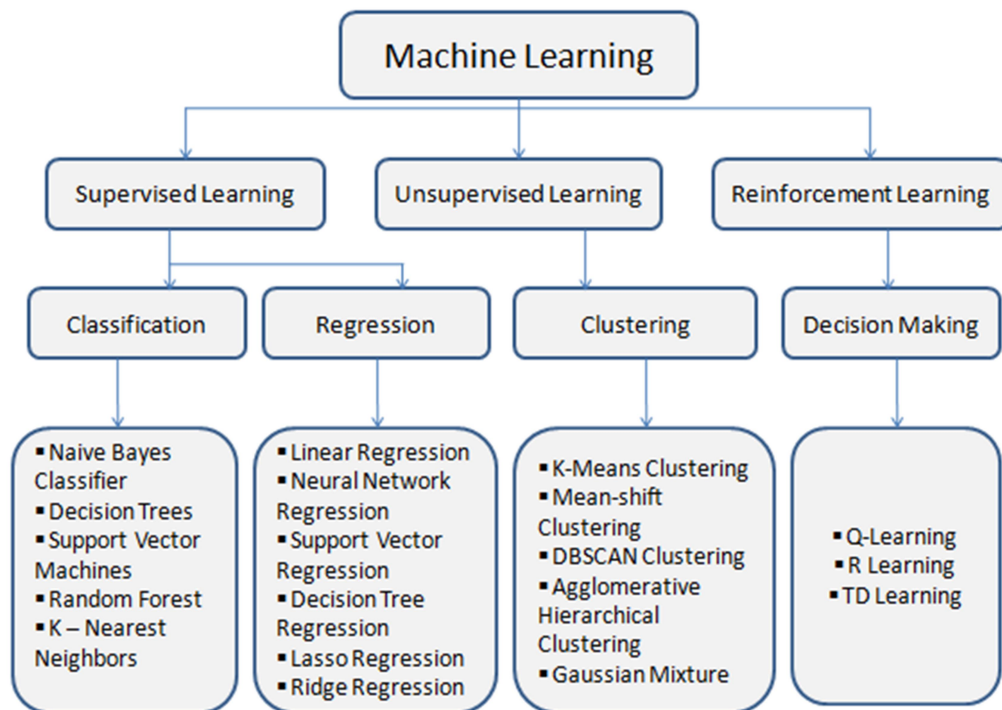 Machine Learning
Supervised Learning
Unsupervised Learning
Reinforcement Learning
Classification
Regression
Clustering
Decision Making
▪ Naive Bayes
Classifier
▪ Decision Trees
▪ Support Vector
Machines
▪ Random Forest
▪ K – Nearest
Neighbors
▪ Linear Regression
▪ Neural Network
Regression
▪ Support Vector
Regression
▪ Decision Tree
Regression
▪ Lasso Regression
▪ Ridge Regression
▪ K-Means Clustering
▪ Mean-shift
Clustering
▪ DBSCAN Clustering
▪ Agglomerative
Hierarchical
Clustering
▪ Gaussian Mixture
▪ Q-Learning
▪ R Learning
▪ TD Learning